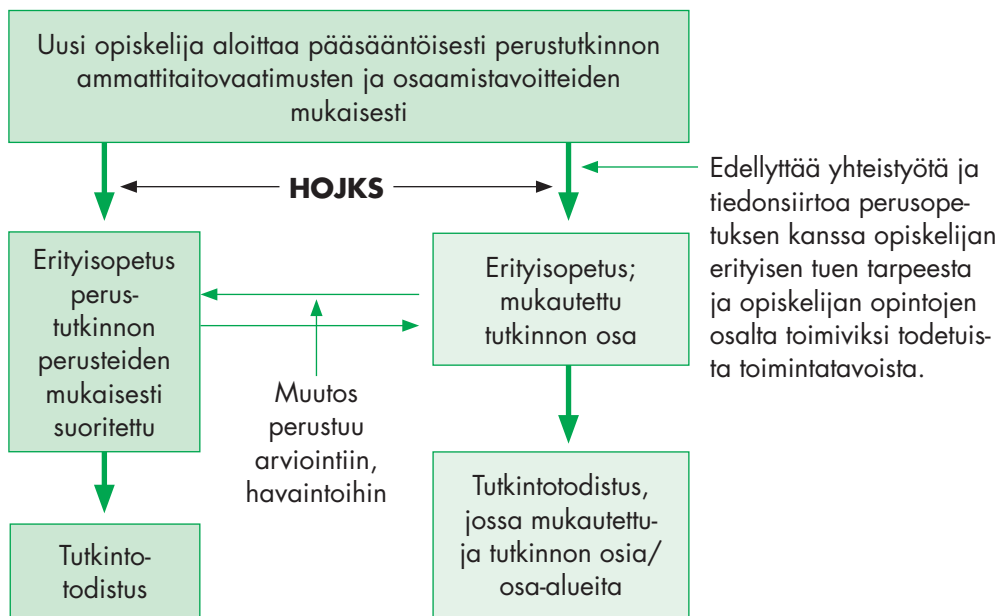 Uusi opiskelija aloittaa pääsääntöisesti perustutkinnon
ammattitaitovaatimusten ja osaamistavoitteiden
mukaisesti
HOJKS
Edellyttää yhteistyötä ja
tiedonsiirtoa perusope-
tuksen kanssa opiskelijan
erityisen tuen tarpeesta
ja opiskelijan opintojen
osalta toimiviksi todetuis-
ta toimintatavoista.
Erityisopetus
perus-
tutkinnon
perusteiden
mukaisesti
suoritettu
Erityisopetus;
mukautettu
tutkinnon osa
Muutos
perustuu
arviointiin,
havaintoihin
Tutkinto-
todistus
Tutkintotodistus,
jossa mukautettu-
ja tutkinnon osia/
osa-alueita